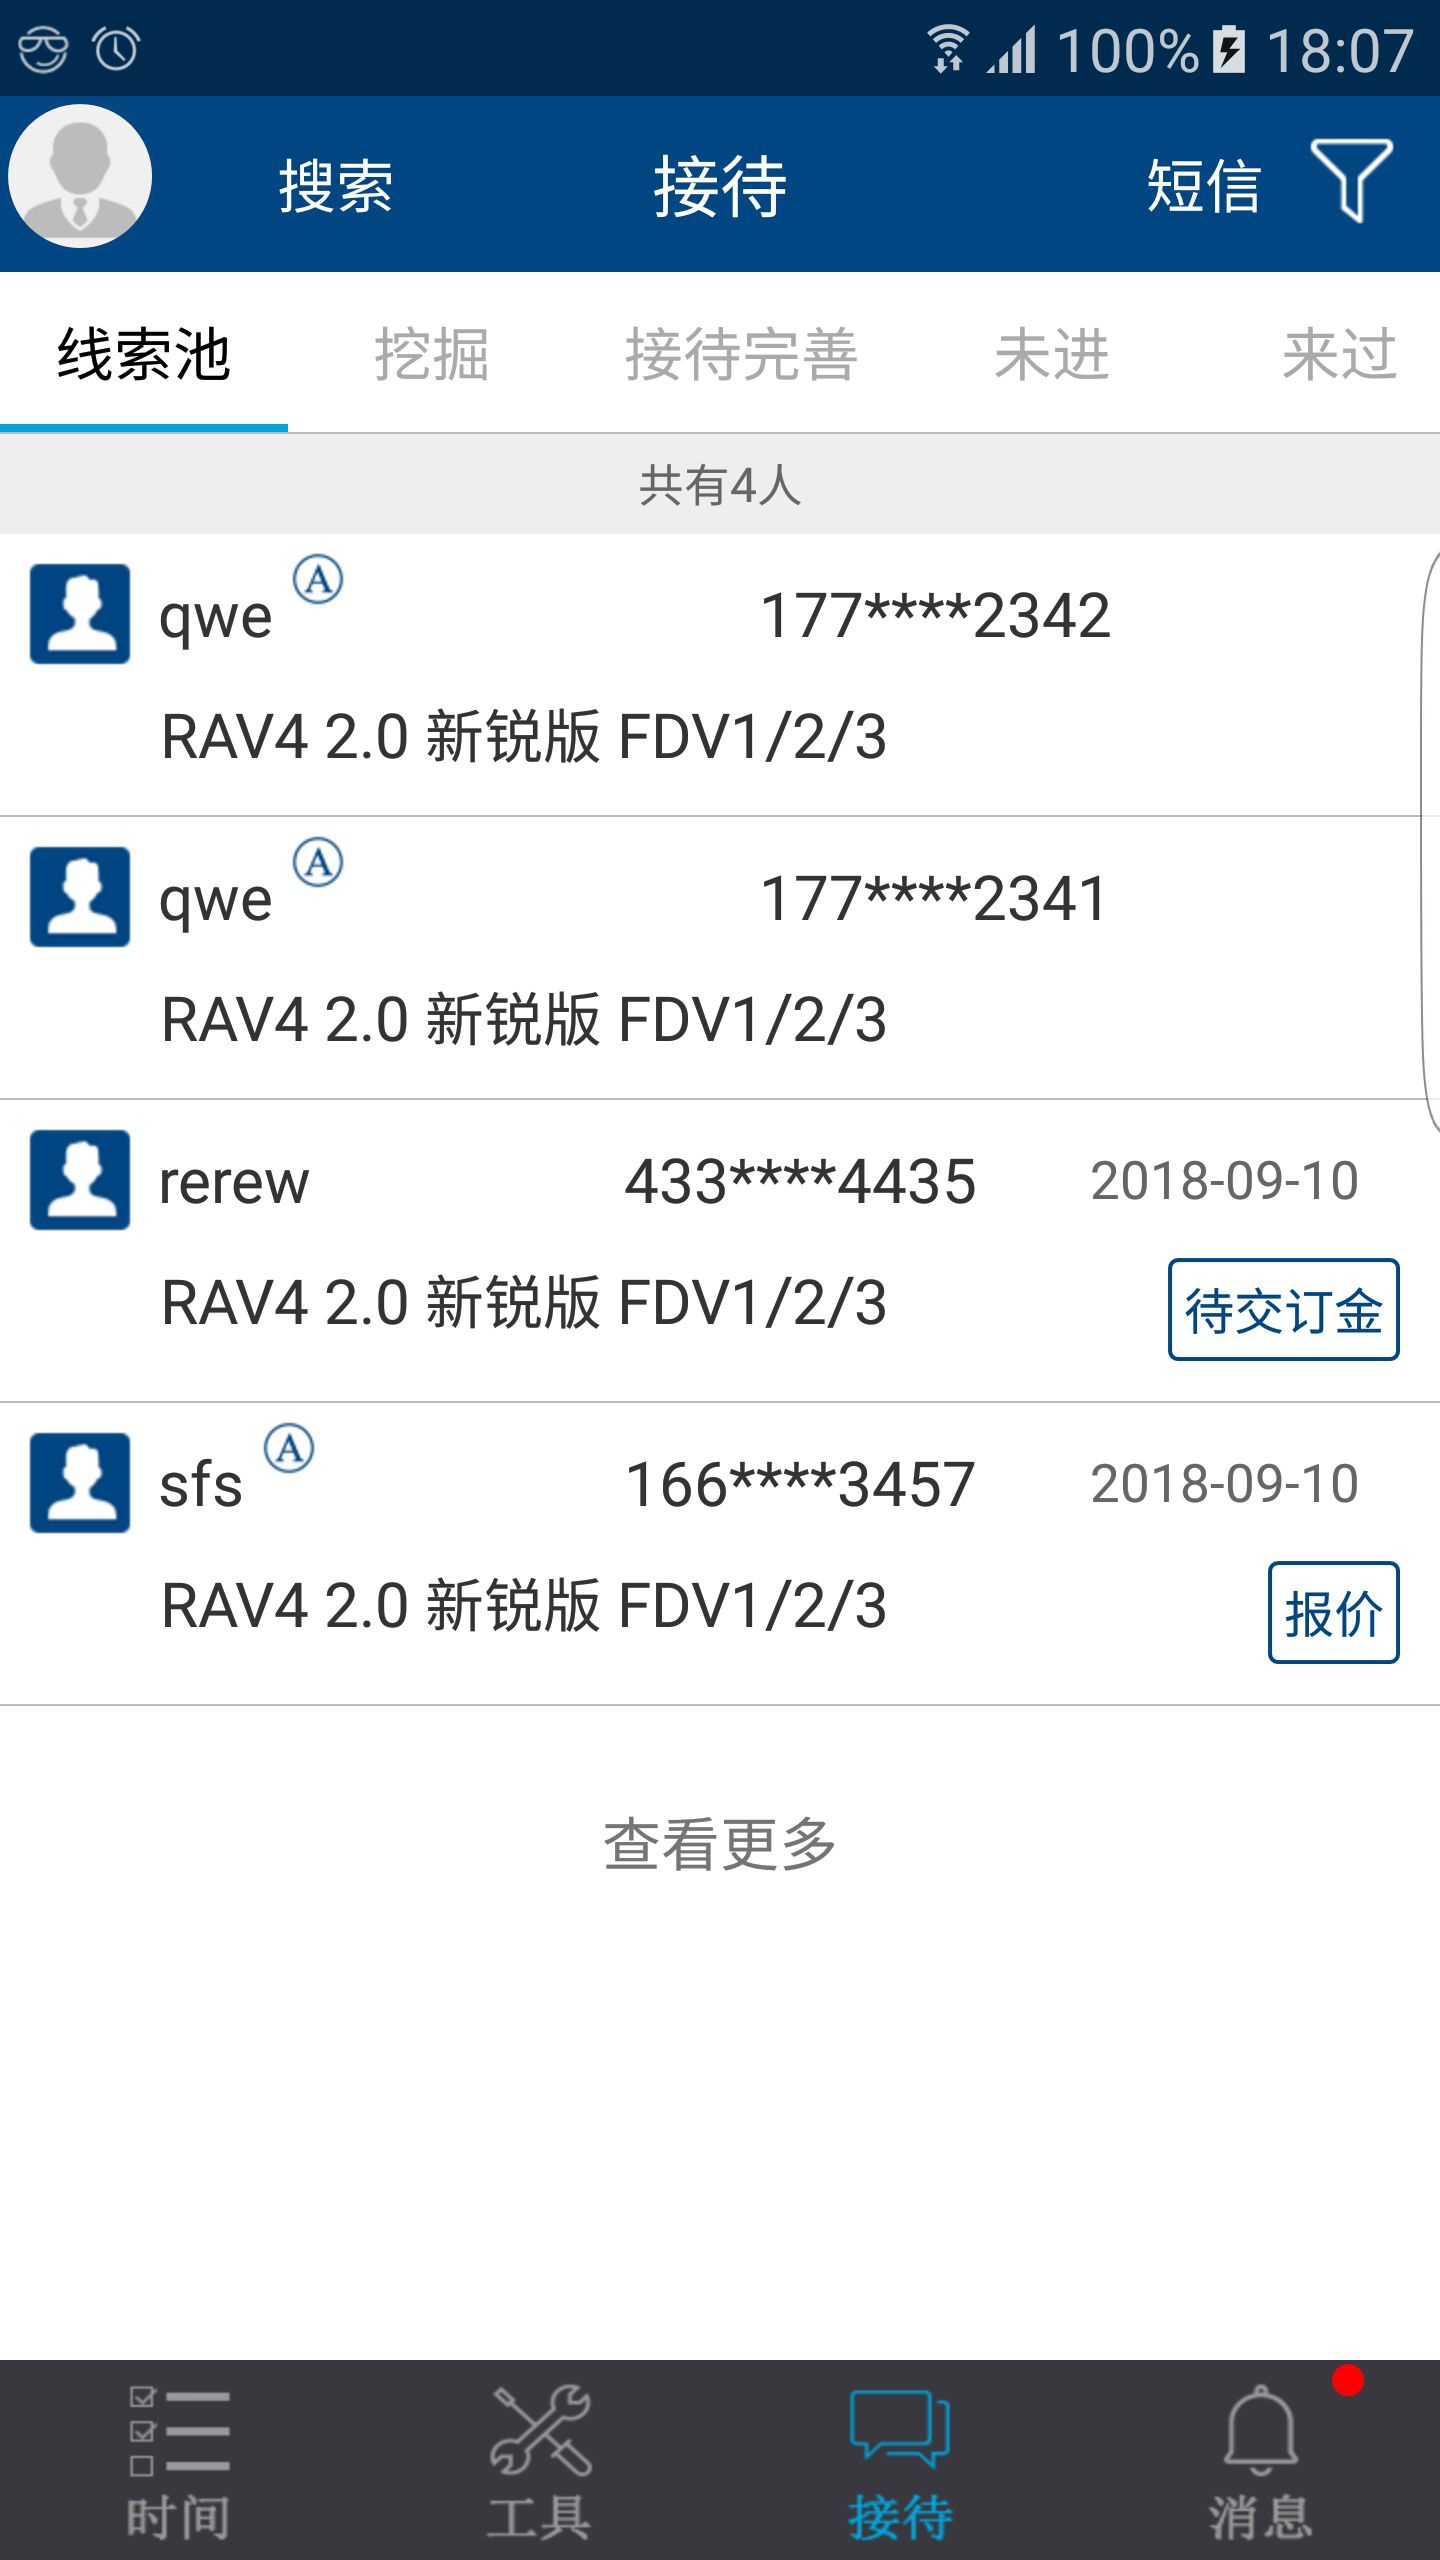 100% 18:07
搜索 接待 短信
线索池 挖掘 接待完善 未进 来过
共有4人
qwe Ⓐ 177****2342
RAV4 2.0 新锐版 FDV1/2/3
qwe Ⓐ 177****2341
RAV4 2.0 新锐版 FDV1/2/3
rerew 433****4435 2018-09-10
RAV4 2.0 新锐版 FDV1/2/3 待交订金
sfs Ⓐ 166****3457 2018-09-10
RAV4 2.0 新锐版 FDV1/2/3 报价
查看更多
时间 工具 接待 消息